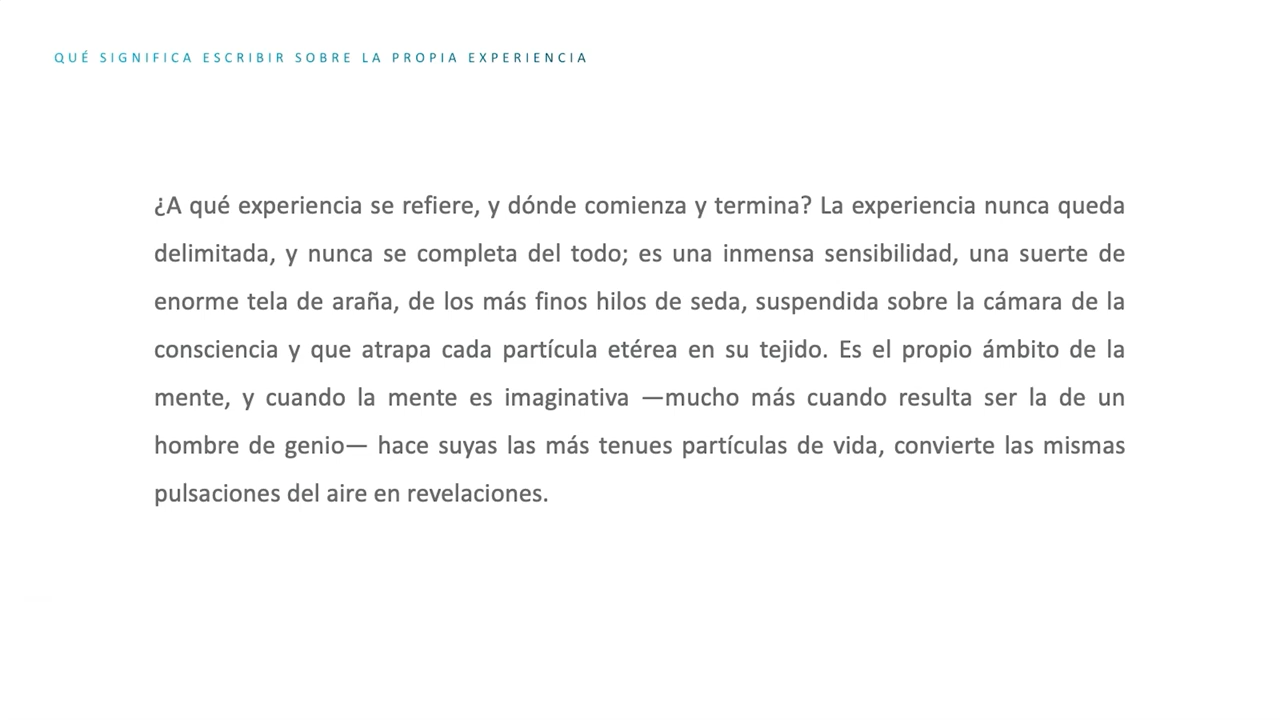 QUÉ SIGNIFICA ESCRIBIR SOBRE LA PROPIA EXPERIENCIA
¿A qué experiencia se refiere, y dónde comienza y termina? La experiencia nunca queda
delimitada, y nunca se completa del todo; es una inmensa sensibilidad, una suerte de
enorme tela de araña, de los más finos hilos de seda, suspendida sobre la cámara de la
consciencia y que atrapa cada partícula etérea en su tejido. Es el propio ámbito de la
mente, y cuando la mente es imaginativa —mucho más cuando resulta ser la de un
hombre de genio— hace suyas las más tenues partículas de vida, convierte las mismas
pulsaciones del aire en revelaciones.